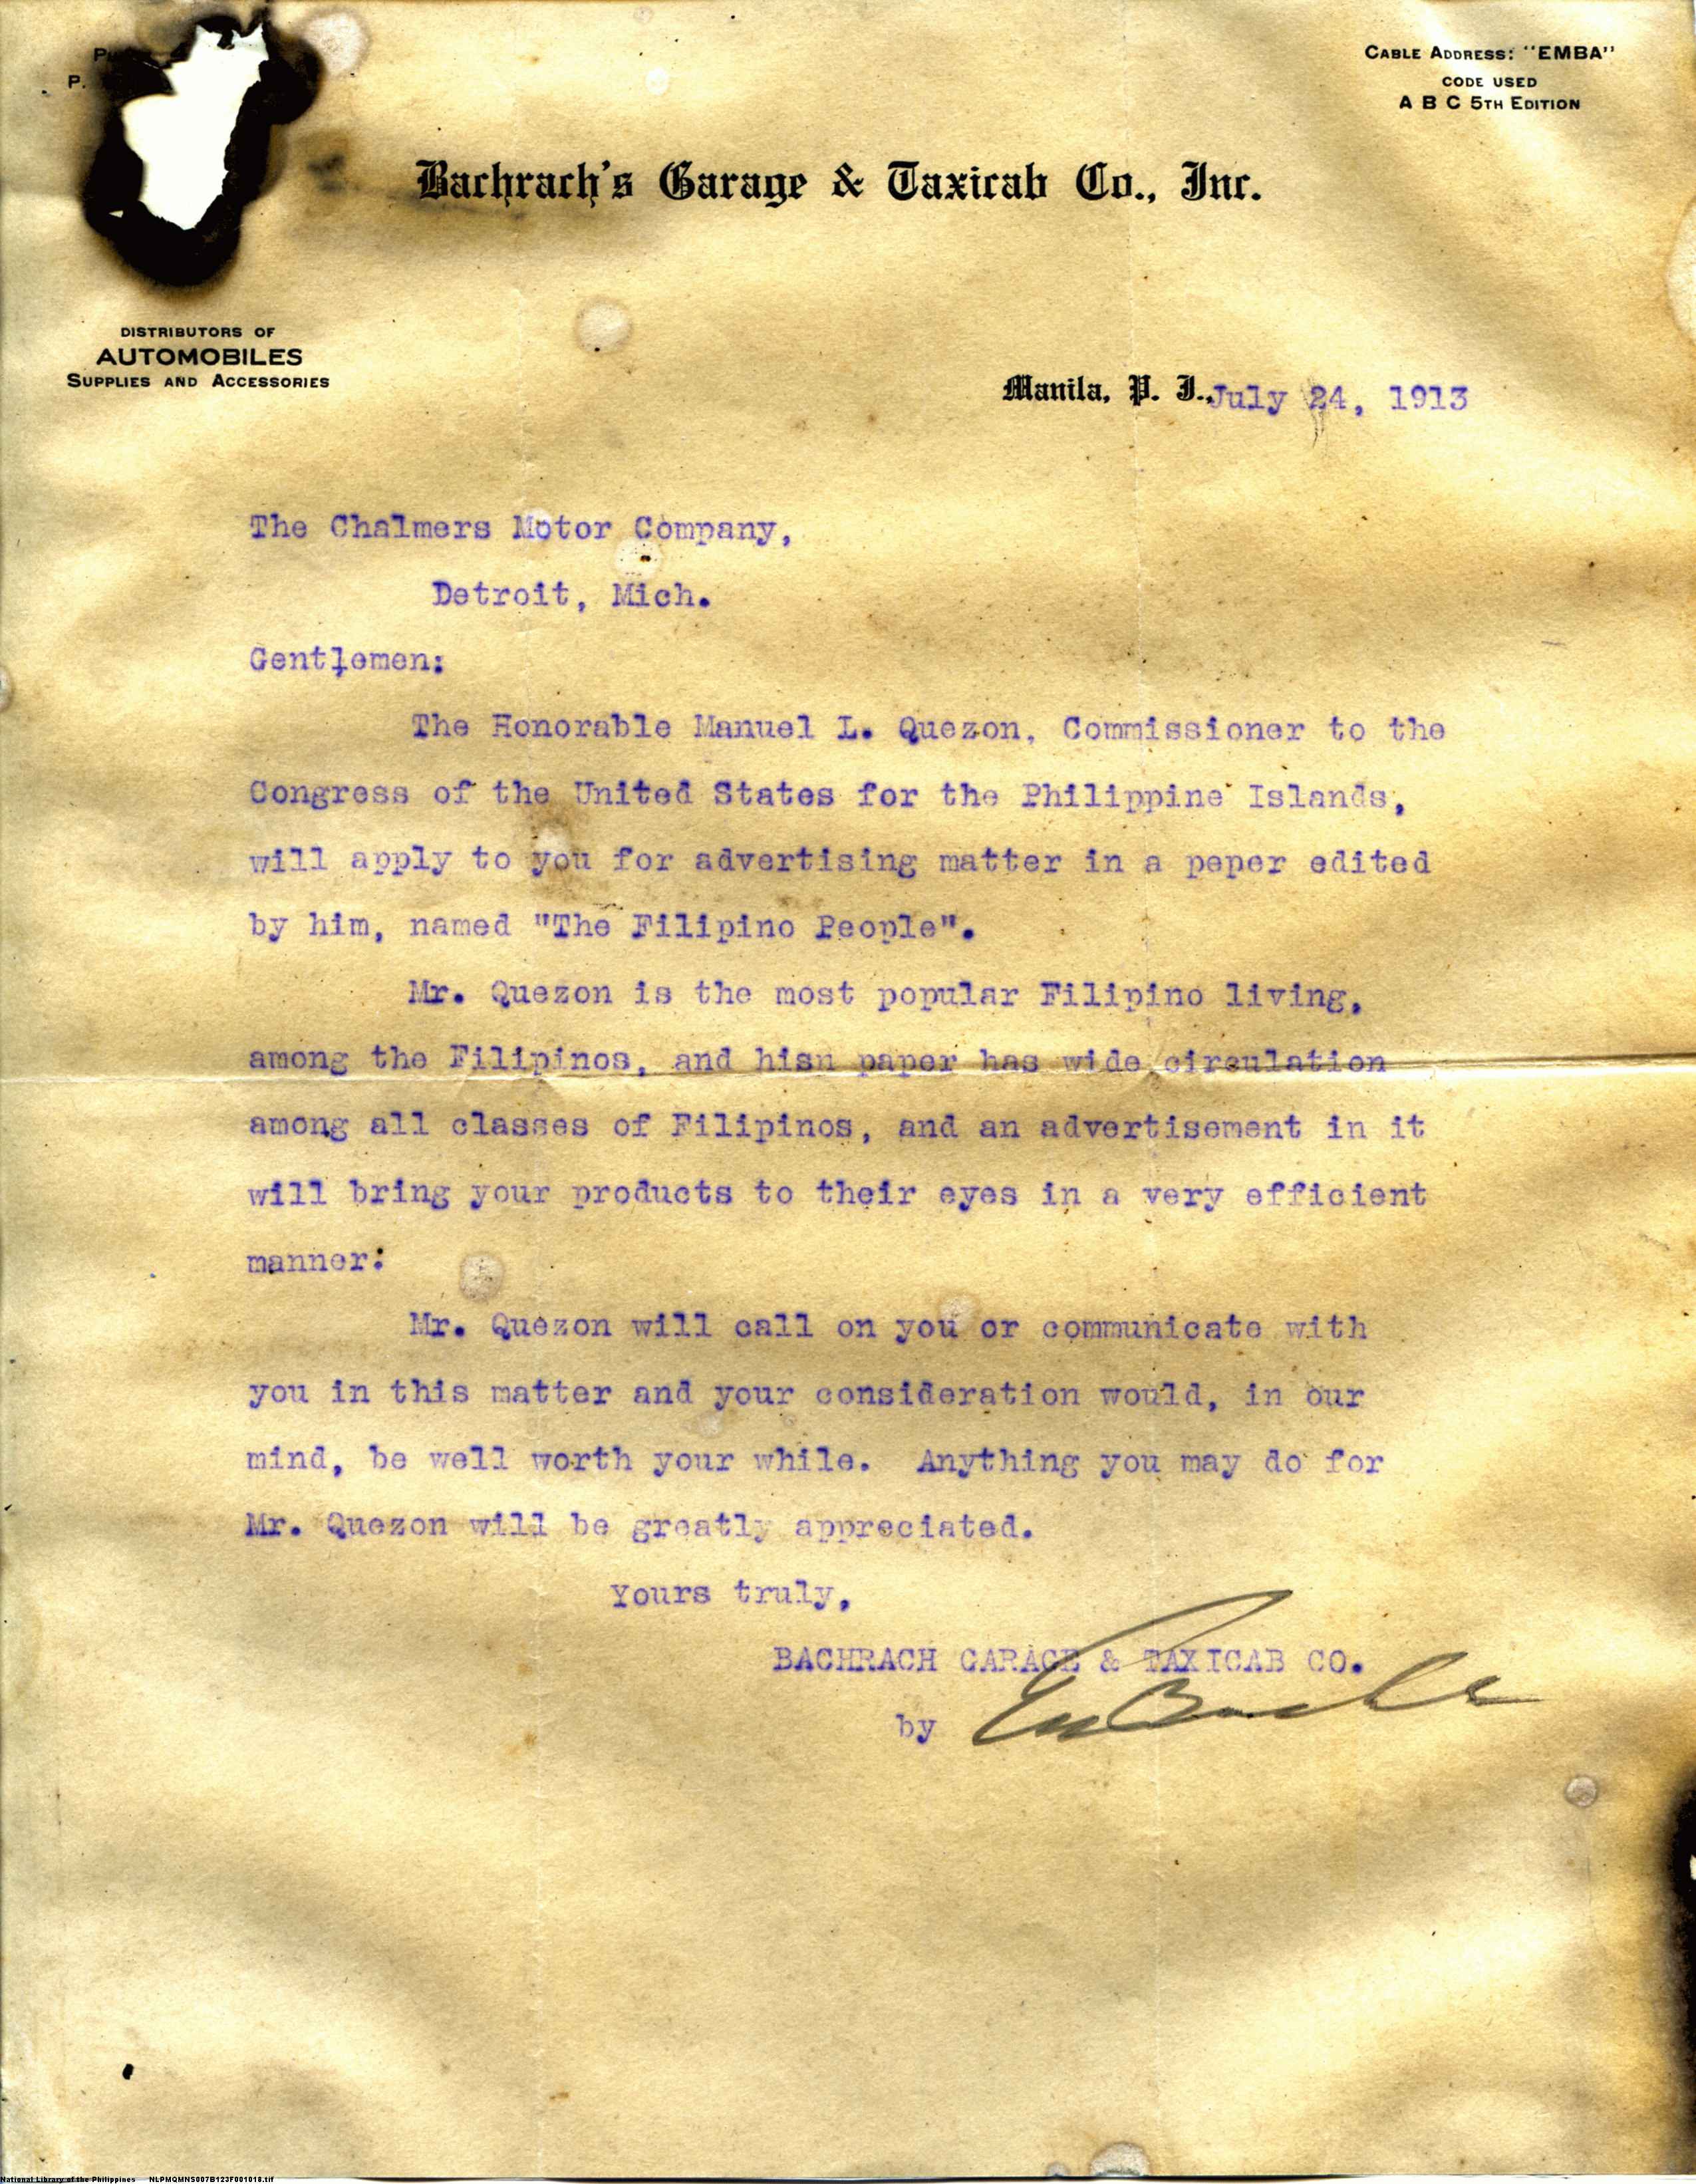 P.
CABLE ADDRESS: "EMBA"
CODE USED
A B C 5TH EDITION
Bachrach's Garage & Taxicab Co., Inc.
DISTRIBUTORS OF
AUTOMOBILES
SUPPLIES AND ACCESSORIES
Manila, P. I., July 24, 1913
The Chalmers Motor Company,
Detroit, Mich.
Gentlemen:
The Honorable Manuel L. Quezon, Commissioner to the
Congress of the United States for the Philippine Islands,
will apply to you for advertising matter in a peper edited
by him, named "The Filipino People".
Mr. Quezon is the most popular Filipino living,
among the Filipinos, and hisn paper has wide circulation
among all classes of Filipinos, and an advertisement in it
will bring your products to their eyes in a very efficient
manner:
Mr. Quezon will call on you or communicate with
you in this matter and your consideration would, in our
mind, be well worth your while. Anything you may do for
Mr. Quezon will be greatly appreciated.
Yours truly,
BACHRACH GARAGE & TAXICAB CO.
by
National Library of the Philippines NLPMQMNS007B123F001018.tif